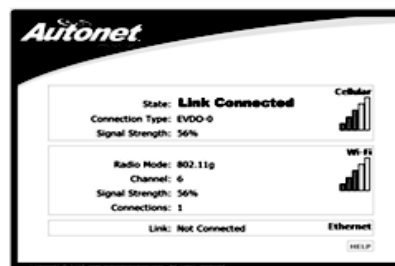 Autonet
Cellular
State: Link Connected
Connection Type: EVDO-0
Signal Strength: 56%
Wi-Fi
Radio Mode: 802.11g
Channel: 6
Signal Strength: 56%
Connections: 1
Link: Not Connected
Ethernet
HELP